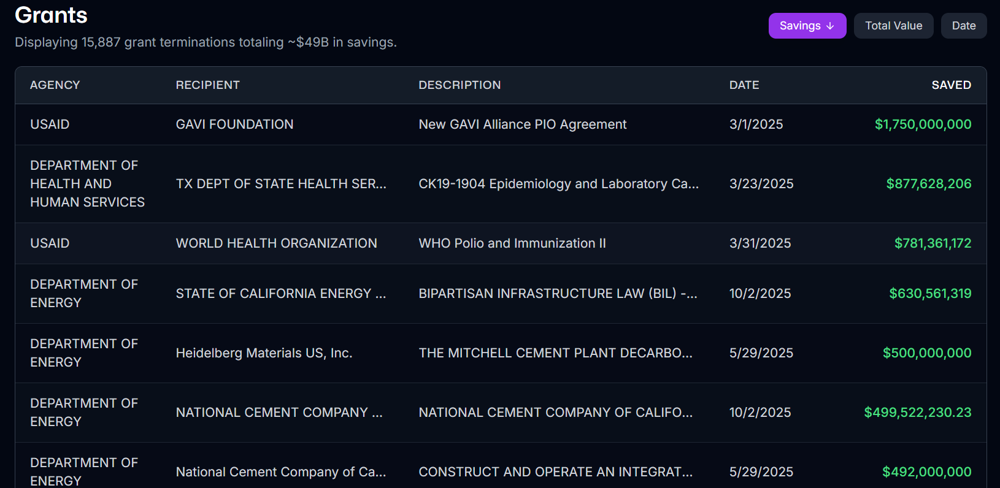 Grants
Savings ↓ Total Value Date
Displaying 15,887 grant terminations totaling ~$49B in savings.
AGENCY RECIPIENT DESCRIPTION DATE SAVED
USAID GAVI FOUNDATION New GAVI Alliance PIO Agreement 3/1/2025 $1,750,000,000
DEPARTMENT OF
HEALTH AND TX DEPT OF STATE HEALTH SER... CK19-1904 Epidemiology and Laboratory Ca... 3/23/2025 $877,628,206
HUMAN SERVICES
USAID WORLD HEALTH ORGANIZATION WHO Polio and Immunization II 3/31/2025 $781,361,172
DEPARTMENT OF
ENERGY STATE OF CALIFORNIA ENERGY ... BIPARTISAN INFRASTRUCTURE LAW (BIL) -... 10/2/2025 $630,561,319
DEPARTMENT OF
ENERGY Heidelberg Materials US, Inc. THE MITCHELL CEMENT PLANT DECARBO... 5/29/2025 $500,000,000
DEPARTMENT OF
ENERGY NATIONAL CEMENT COMPANY ... NATIONAL CEMENT COMPANY OF CALIFO... 10/2/2025 $499,522,230.23
DEPARTMENT OF
ENERGY National Cement Company of Ca... CONSTRUCT AND OPERATE AN INTEGRAT... 5/29/2025 $492,000,000